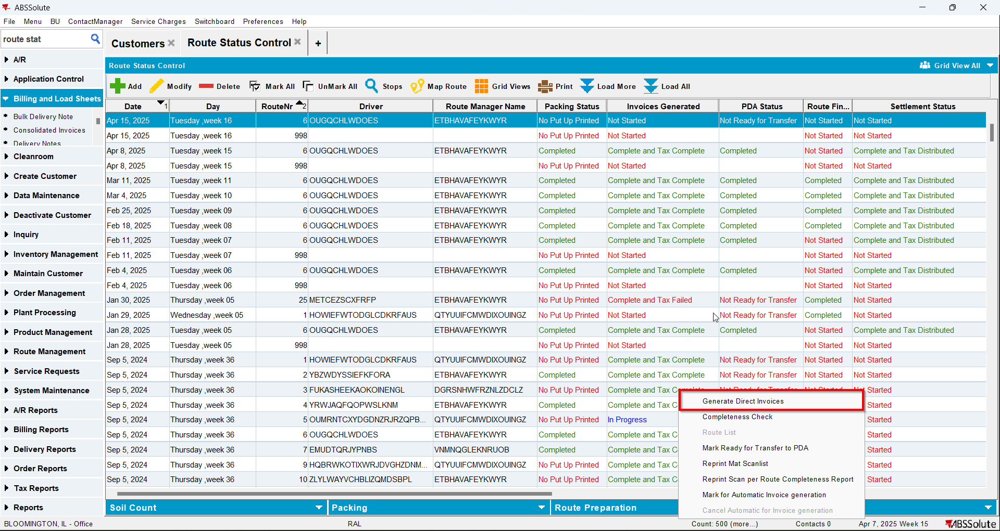 ABSSolute
File Menu BU ContactManager Service Charges Switchboard Preferences Help
route stat
Customers Route Status Control +
A/R
Application Control
Billing and Load Sheets
Bulk Delivery Note
Consolidated Invoices
Delivery Notes
Cleanroom
Create Customer
Data Maintenance
Deactivate Customer
Inquiry
Inventory Management
Maintain Customer
Order Management
Plant Processing
Product Management
Route Management
Service Requests
System Maintenance
A/R Reports
Billing Reports
Delivery Reports
Order Reports
Tax Reports
Reports
Route Status Control Grid View All
Add Modify Delete Mark All UnMark All Stops Map Route Grid Views Print Load More Load All
Date 1 Day RouteNr 2 Driver Route Manager Name Packing Status Invoices Generated PDA Status Route Fin... Settlement Status
Apr 15, 2025 Tuesday ,week 16 6 OUGQCHLWDOES ETBHAVAFEYKWYR No Put Up Printed Not Started Not Ready for Transfer Not Started Not Started
Apr 15, 2025 Tuesday ,week 16 998 No Put Up Printed Not Started Not Started Not Started
Apr 8, 2025 Tuesday ,week 15 6 OUGQCHLWDOES ETBHAVAFEYKWYR Completed Complete and Tax Complete Completed Not Started Complete and Tax Distributed
Apr 8, 2025 Tuesday ,week 15 998 No Put Up Printed Not Started Not Started Not Started
Mar 11, 2025 Tuesday ,week 11 6 OUGQCHLWDOES ETBHAVAFEYKWYR Completed Complete and Tax Complete Completed Completed Complete and Tax Distributed
Mar 4, 2025 Tuesday ,week 10 6 OUGQCHLWDOES ETBHAVAFEYKWYR Completed Complete and Tax Complete Completed Completed Complete and Tax Distributed
Feb 25, 2025 Tuesday ,week 09 6 OUGQCHLWDOES ETBHAVAFEYKWYR Completed Complete and Tax Complete Completed Completed Complete and Tax Distributed
Feb 18, 2025 Tuesday ,week 08 6 OUGQCHLWDOES ETBHAVAFEYKWYR Completed Complete and Tax Complete Completed Completed Complete and Tax Distributed
Feb 11, 2025 Tuesday ,week 07 6 OUGQCHLWDOES ETBHAVAFEYKWYR Completed Complete and Tax Complete Completed Not Started Complete and Tax Distributed
Feb 11, 2025 Tuesday ,week 07 998 No Put Up Printed Not Started Not Started Not Started
Feb 4, 2025 Tuesday ,week 06 6 OUGQCHLWDOES ETBHAVAFEYKWYR Completed Complete and Tax Complete Completed Not Started Complete and Tax Distributed
Feb 4, 2025 Tuesday ,week 06 998 No Put Up Printed Not Started Not Started Not Started
Jan 30, 2025 Thursday ,week 05 25 METCEZSCXFRFP ETBHAVAFEYKWYR No Put Up Printed Complete and Tax Failed Not Ready for Transfer Completed Not Started
Jan 29, 2025 Wednesday ,week 05 1 HOWIEFWTODGLCDKRFAUS QTYUUIFCMWDIXOUINGZ No Put Up Printed Not Started Not Ready for Transfer Completed Not Started
Jan 28, 2025 Tuesday ,week 05 6 OUGQCHLWDOES ETBHAVAFEYKWYR Completed Complete and Tax Complete Completed Not Started Complete and Tax Distributed
Jan 28, 2025 Tuesday ,week 05 998 No Put Up Printed Not Started Not Started Not Started
Sep 5, 2024 Thursday ,week 36 1 HOWIEFWTODGLCDKRFAUS QTYUUIFCMWDIXOUINGZ No Put Up Printed Complete and Tax Complete Not Ready for Transfer Not Started Not Started
Sep 5, 2024 Thursday ,week 36 2 YBZWDYSSIEFKFORA ETBHAVAFEYKWYR Completed Complete and Tax Complete Not Ready for Transfer Not Started Not Started
Sep 5, 2024 Thursday ,week 36 3 FUKASHEEKAOKOINENGL DGRSNHWFRZNLZDCLZ No Put Up Printed Complete and Tax Complete Not Ready for Transfer Not Started Not Started
Sep 5, 2024 Thursday ,week 36 4 YRWJAQFQOPWSLKNM ETBHAVAFEYKWYR Completed Complete and Tax C Started
Sep 5, 2024 Thursday ,week 36 5 OUMRNTCXYDGDNZRJRZQPB... QTYUUIFCMWDIXOUINGZ No Put Up Printed In Progress Started
Sep 5, 2024 Thursday ,week 36 6 OUGQCHLWDOES ETBHAVAFEYKWYR Completed Complete and Tax C Started
Sep 5, 2024 Thursday ,week 36 7 EMUDTQRJYPNBS VNMNQGLEKNRUOB Completed Complete and Tax C Started
Sep 5, 2024 Thursday ,week 36 9 HQBRWKOTIXWRJDVGHZDNM... QTYUUIFCMWDIXOUINGZ No Put Up Printed Complete and Tax C Started
Sep 5, 2024 Thursday ,week 36 10 ZLYLWAYVCHBLIZQMDSBPL ETBHAVAFEYKWYR No Put Up Printed Complete and Tax C Started
Generate Direct Invoices
Completeness Check
Route List
Mark Ready for Transfer to PDA
Reprint Mat Scanlist
Reprint Scan per Route Completeness Report
Mark for Automatic Invoice generation
Cancel Automatic for Invoice generation
Soil Count Packing Route Preparation
BLOOMINGTON, IL - Office RAL Count: 500 (more...) Contacts 0 Apr 7, 2025 Week 15 ABSSolute